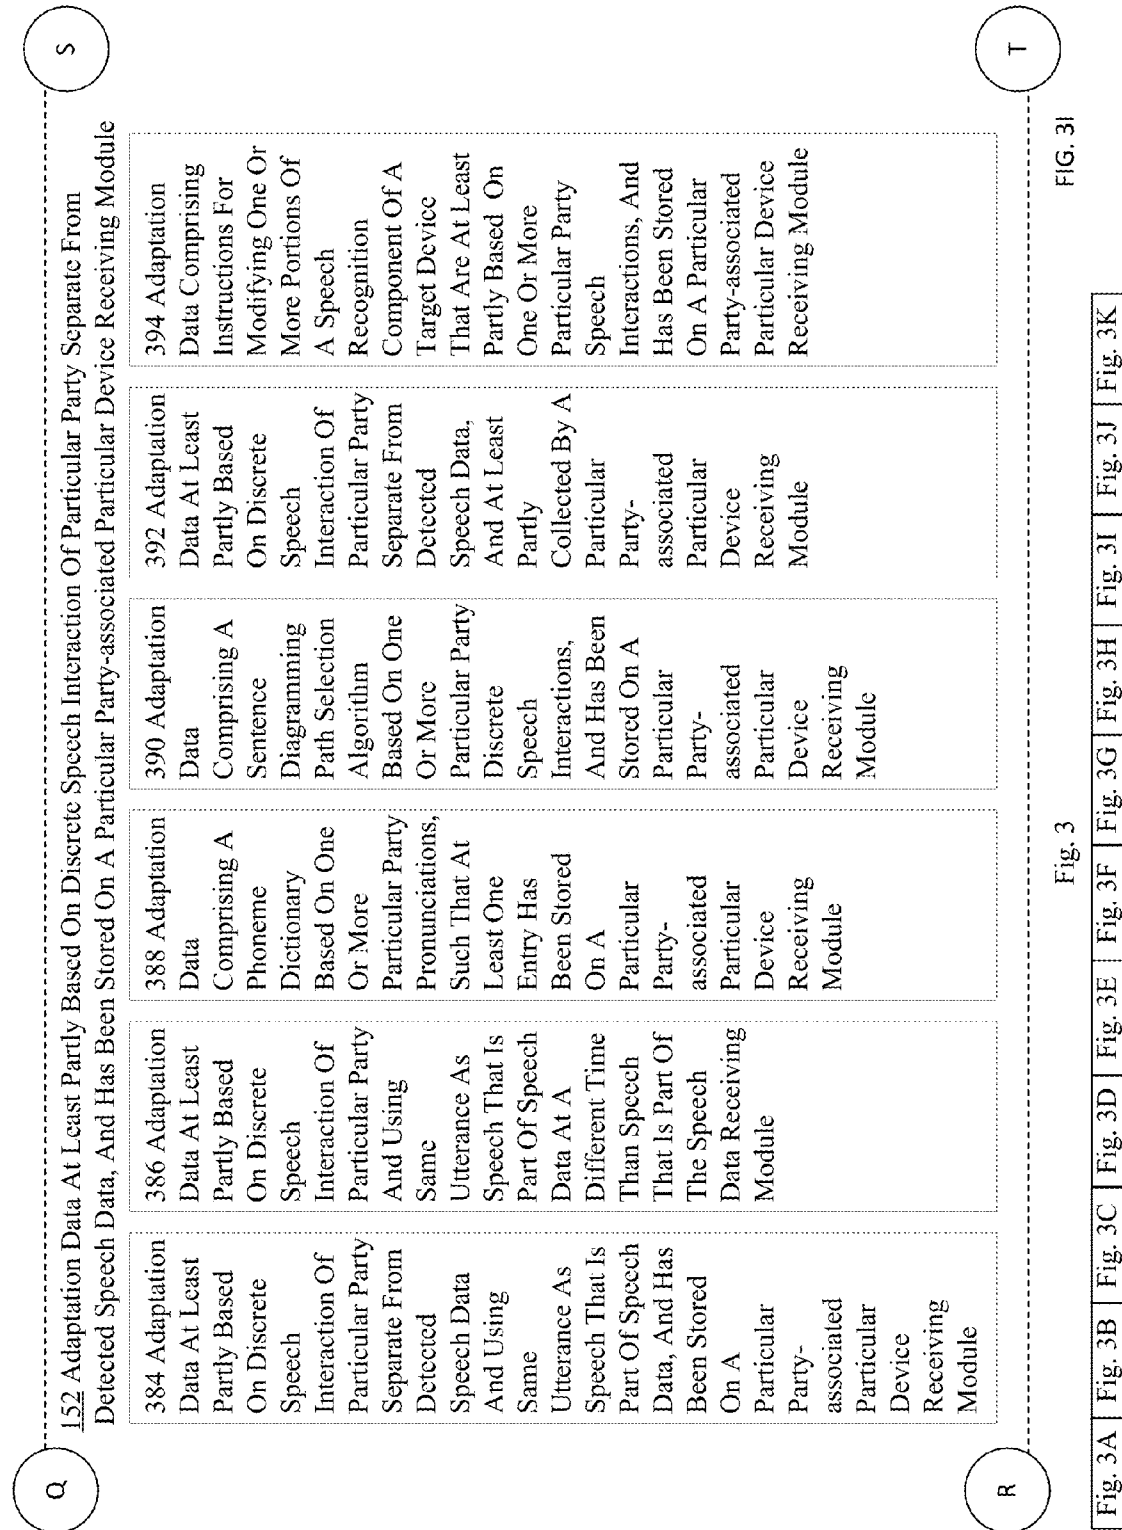 Q
S
152 Adaptation Data At Least Partly Based On Discrete Speech Interaction Of Particular Party Separate From
Detected Speech Data, And Has Been Stored On A Particular Party-associated Particular Device Receiving Module
384 Adaptation
Data At Least
Partly Based
On Discrete
Speech
Interaction Of
Particular Party
Separate From
Detected
Speech Data
And Using
Same
Utterance As
Speech That Is
Part Of Speech
Data, And Has
Been Stored
On A
Particular
Party-
associated
Particular
Device
Receiving
Module
386 Adaptation
Data At Least
Partly Based
On Discrete
Speech
Interaction Of
Particular Party
And Using
Same
Utterance As
Speech That Is
Part Of Speech
Data At A
Different Time
Than Speech
That Is Part Of
The Speech
Data Receiving
Module
388 Adaptation
Data
Comprising A
Phoneme
Dictionary
Based On One
Or More
Particular Party
Pronunciations,
Such That At
Least One
Entry Has
Been Stored
On A
Particular
Party-
associated
Particular
Device
Receiving
Module
390 Adaptation
Data
Comprising A
Sentence
Diagramming
Path Selection
Algorithm
Based On One
Or More
Particular Party
Discrete
Speech
Interactions,
And Has Been
Stored On A
Particular
Party-
associated
Particular
Device
Receiving
Module
392 Adaptation
Data At Least
Partly Based
On Discrete
Speech
Interaction Of
Particular Party
Separate From
Detected
Speech Data,
And At Least
Partly
Collected By A
Particular
Party-
associated
Particular
Device
Receiving
Module
394 Adaptation
Data Comprising
Instructions For
Modifying One Or
More Portions Of
A Speech
Recognition
Component Of A
Target Device
That Are At Least
Partly Based On
One Or More
Particular Party
Speech
Interactions, And
Has Been Stored
On A Particular
Party-associated
Particular Device
Receiving Module
R
T
Fig. 3
FIG. 3I
Fig. 3A Fig. 3B Fig. 3C Fig. 3D Fig. 3E Fig. 3F Fig. 3G Fig. 3H Fig. 3I Fig. 3J Fig. 3K